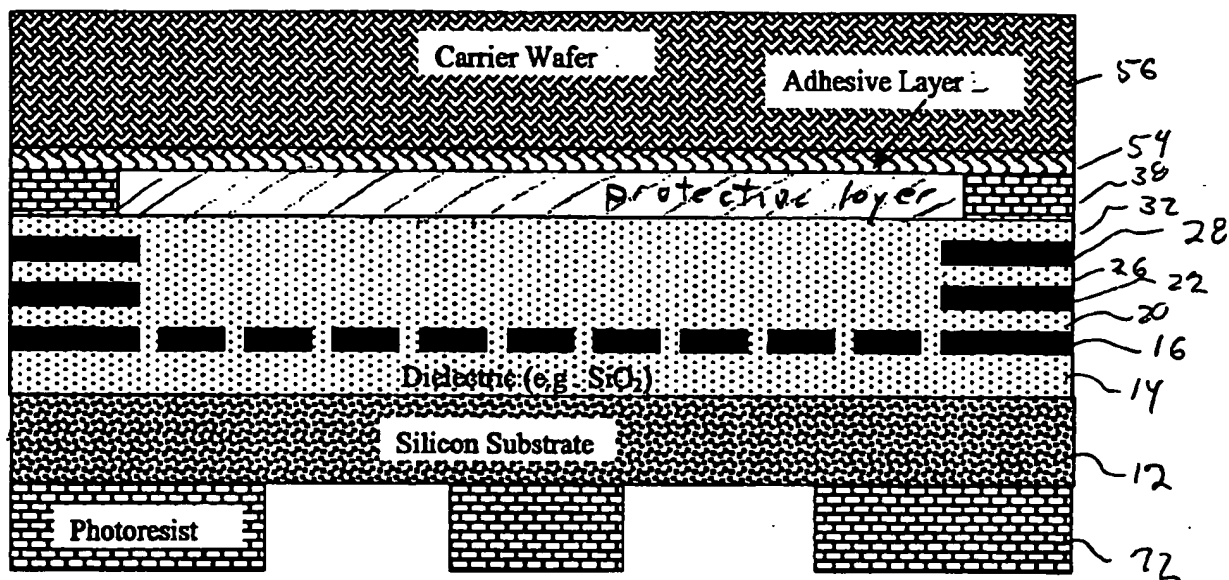 Carrier Wafer
Adhesive Layer
56
54
protective layer
38
32
28
26
22
20
16
Dielectric (e.g SiO₂)
14
Silicon Substrate
12
Photoresist
72